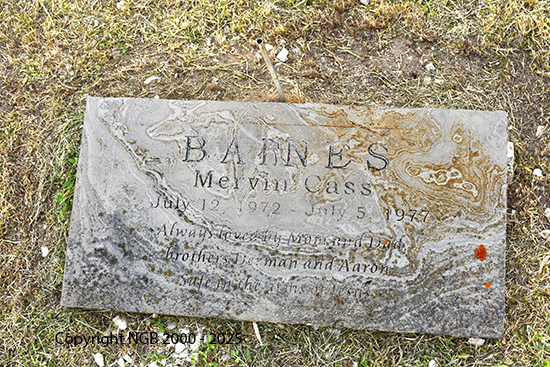 BARNES
Mervin Cass
July 12, 1972 July 5, 1977
Always loved by Mom and Dad
brothers Derman and Aaron
Safe in the arms of Jesus
Copyright NGB 2000 - 2025